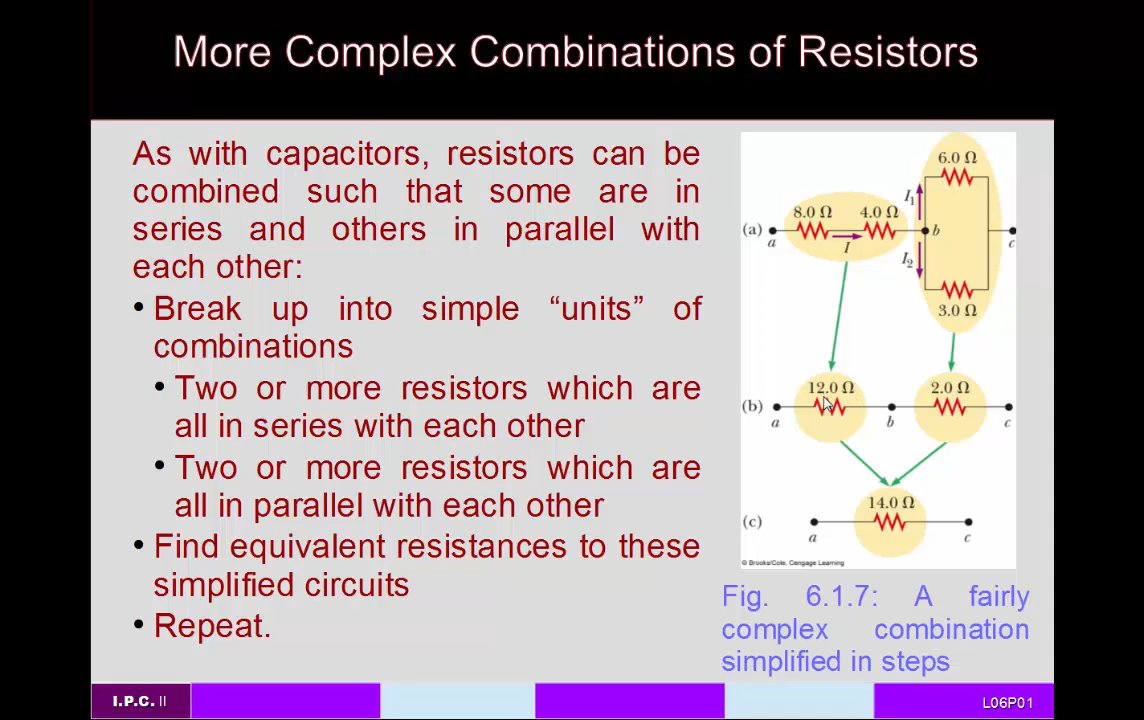 More Complex Combinations of Resistors
As with capacitors, resistors can be
combined such that some are in
series and others in parallel with
each other:
• Break up into simple “units” of
combinations
• Two or more resistors which are
all in series with each other
• Two or more resistors which are
all in parallel with each other
• Find equivalent resistances to these
simplified circuits
• Repeat.
6.0 Ω
8.0 Ω 4.0 Ω I₁
(a) a I b c
I₂
3.0 Ω
12.0 Ω 2.0 Ω
(b) a b c
14.0 Ω
(c) a c
© Brooks/Cole, Cengage Learning
Fig. 6.1.7: A fairly
complex combination
simplified in steps
I.P.C. II
L06P01